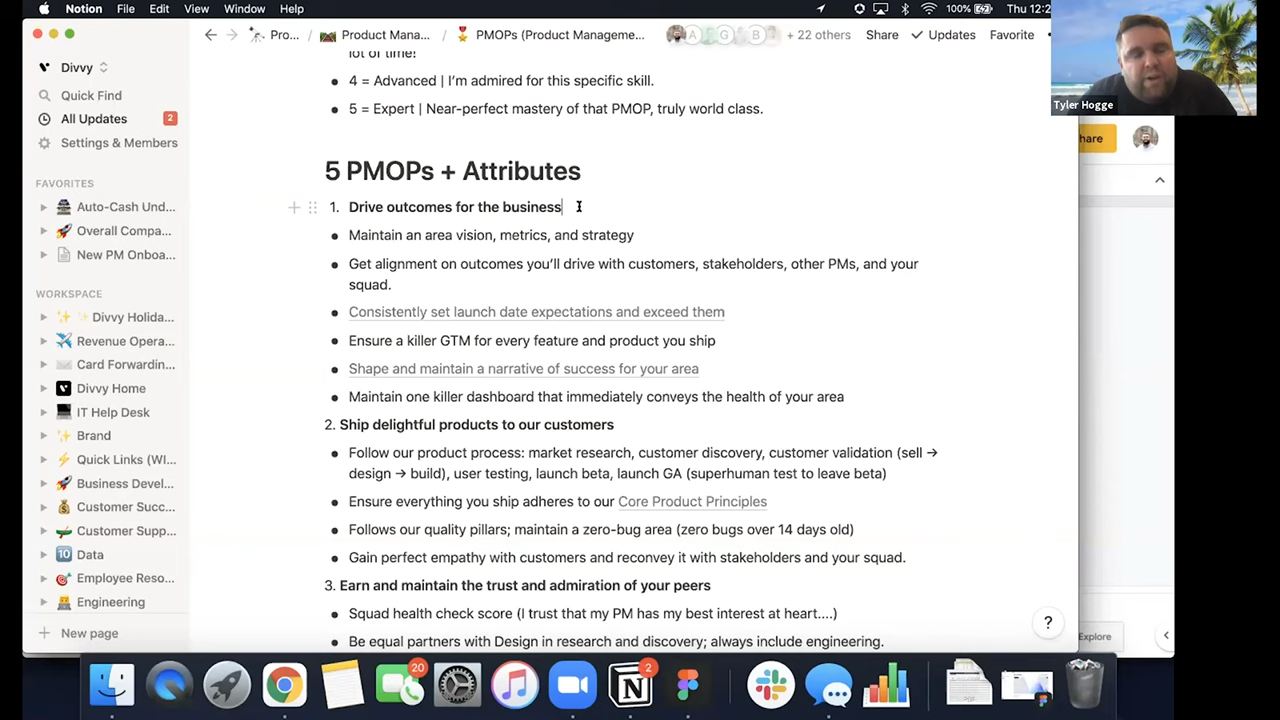 Notion File Edit View Window Help 100% Thu 12:2
Pro... / Product Mana... / PMOPs (Product Manageme... A G B + 22 others Share Updates Favorite
Divvy
Quick Find
All Updates 2
Settings & Members
FAVORITES
Auto-Cash Und...
Overall Compa...
New PM Onboa...
WORKSPACE
Divvy Holida...
Revenue Opera...
Card Forwardin...
Divvy Home
IT Help Desk
Brand
Quick Links (WI...
Business Devel...
Customer Succ...
Customer Supp...
Data
Employee Reso...
Engineering
New page
lot of time!
4 = Advanced | I'm admired for this specific skill.
5 = Expert | Near-perfect mastery of that PMOP, truly world class.
5 PMOPs + Attributes
1. Drive outcomes for the business
Maintain an area vision, metrics, and strategy
Get alignment on outcomes you'll drive with customers, stakeholders, other PMs, and your
squad.
Consistently set launch date expectations and exceed them
Ensure a killer GTM for every feature and product you ship
Shape and maintain a narrative of success for your area
Maintain one killer dashboard that immediately conveys the health of your area
2. Ship delightful products to our customers
Follow our product process: market research, customer discovery, customer validation (sell →
design → build), user testing, launch beta, launch GA (superhuman test to leave beta)
Ensure everything you ship adheres to our Core Product Principles
Follows our quality pillars; maintain a zero-bug area (zero bugs over 14 days old)
Gain perfect empathy with customers and reconvey it with stakeholders and your squad.
3. Earn and maintain the trust and admiration of your peers
Squad health check score (I trust that my PM has my best interest at heart....)
Be equal partners with Design in research and discovery; always include engineering.
?
Tyler Hogge
hare
Explore
20
2